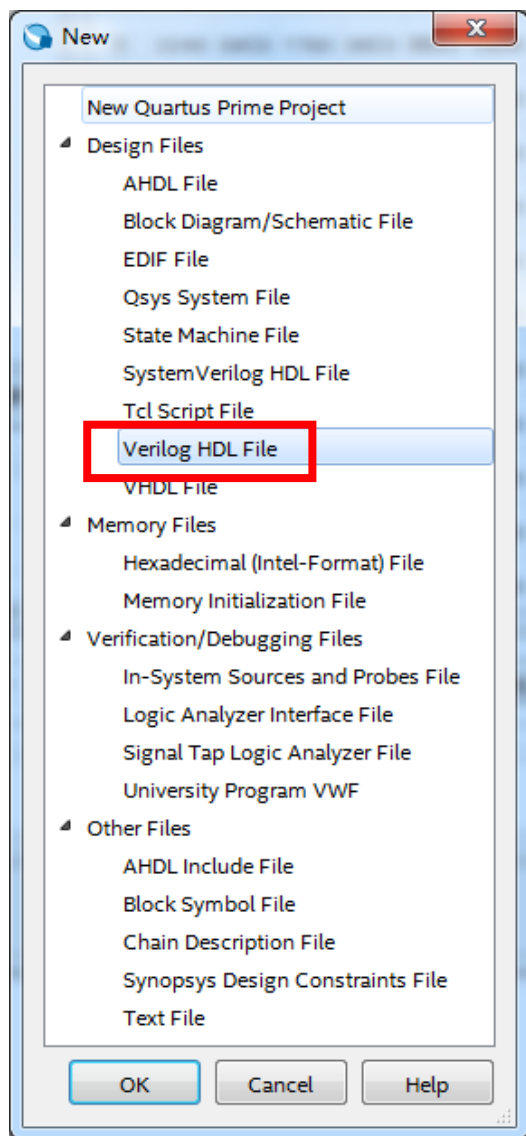 New
New Quartus Prime Project
Design Files
AHDL File
Block Diagram/Schematic File
EDIF File
Qsys System File
State Machine File
SystemVerilog HDL File
Tcl Script File
Verilog HDL File
VHDL File
Memory Files
Hexadecimal (Intel-Format) File
Memory Initialization File
Verification/Debugging Files
In-System Sources and Probes File
Logic Analyzer Interface File
Signal Tap Logic Analyzer File
University Program VWF
Other Files
AHDL Include File
Block Symbol File
Chain Description File
Synopsys Design Constraints File
Text File
OK Cancel Help